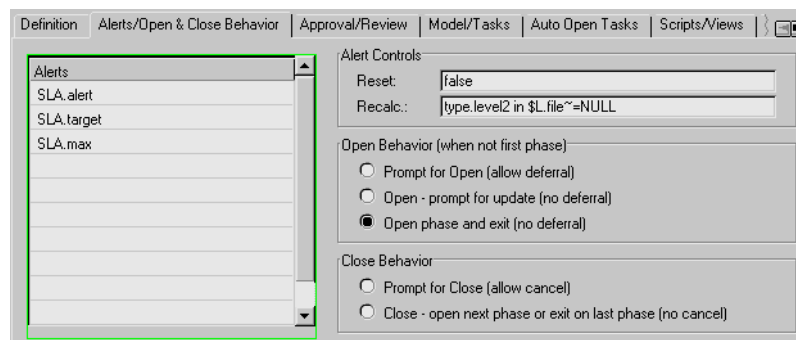 Definition Alerts/Open & Close Behavior Approval/Review Model/Tasks Auto Open Tasks Scripts/Views
Alerts
SLA.alert
SLA.target
SLA.max
Alert Controls
Reset: false
Recalc.: type.level2 in $L.file~=NULL
Open Behavior (when not first phase)
Prompt for Open (allow deferral)
Open - prompt for update (no deferral)
Open phase and exit (no deferral)
Close Behavior
Prompt for Close (allow cancel)
Close - open next phase or exit on last phase (no cancel)